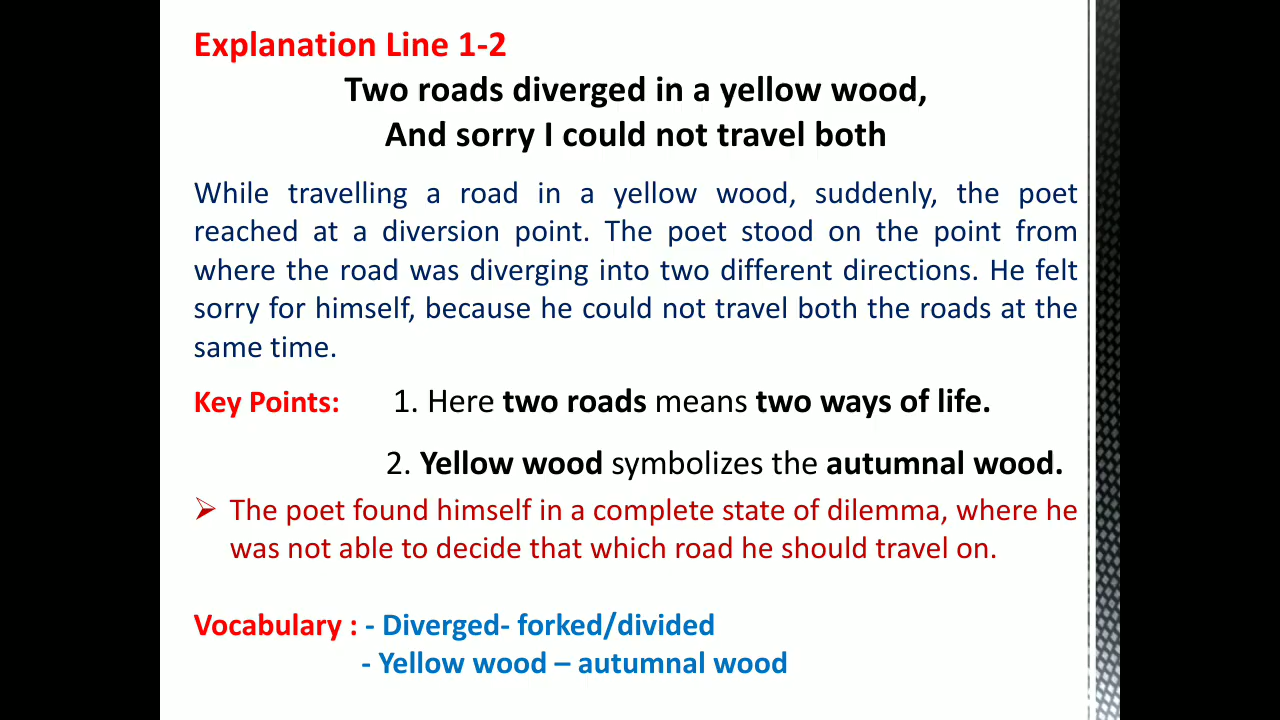 Explanation Line 1-2
Two roads diverged in a yellow wood,
And sorry I could not travel both
While travelling a road in a yellow wood, suddenly, the poet
reached at a diversion point. The poet stood on the point from
where the road was diverging into two different directions. He felt
sorry for himself, because he could not travel both the roads at the
same time.
Key Points: 1. Here two roads means two ways of life.
2. Yellow wood symbolizes the autumnal wood.
➢ The poet found himself in a complete state of dilemma, where he
was not able to decide that which road he should travel on.
Vocabulary : - Diverged- forked/divided
- Yellow wood – autumnal wood